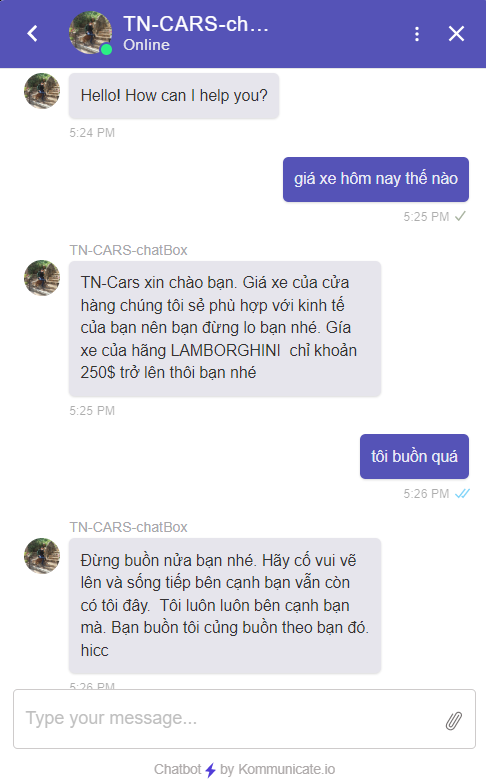 TN-CARS-ch...
Online
Hello! How can I help you?
5:24 PM
giá xe hôm nay thế nào
5:25 PM
TN-CARS-chatBox
TN-Cars xin chào bạn. Giá xe của cửa
hàng chúng tôi sẻ phù hợp với kinh tế
của bạn nên bạn đừng lo bạn nhé. Gía
xe của hãng LAMBORGHINI chỉ khoản
250$ trở lên thôi bạn nhé
5:25 PM
tôi buồn quá
5:26 PM
TN-CARS-chatBox
Đừng buồn nửa bạn nhé. Hãy cố vui vẽ
lên và sống tiếp bên cạnh bạn vẫn còn
có tôi đây. Tôi luôn luôn bên cạnh bạn
mà. Bạn buồn tôi củng buồn theo bạn đó.
hicc
5:26 PM
Type your message...
Chatbot by Kommunicate.io